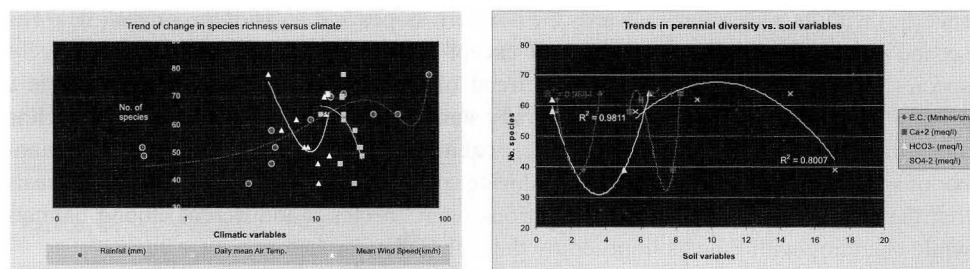 Trend of change in species richness versus climate
80
70
60
50
40
30
No. of
species
0
1
10
100
Climatic variables
Rainfall (mm)
Daily mean Air Temp.
Mean Wind Speed(km/h)
Trends in perennial diversity vs. soil variables
80
70
60
50
40
30
20
No. species
R² = 0.9811
R² = 0.8007
0 2 4 6 8 10 12 14 16 18 20
Soil variables
E.C. (Mmhos/cm
Ca+2 (meq/l)
HCO3- (meq/l)
SO4-2 (meq/l)